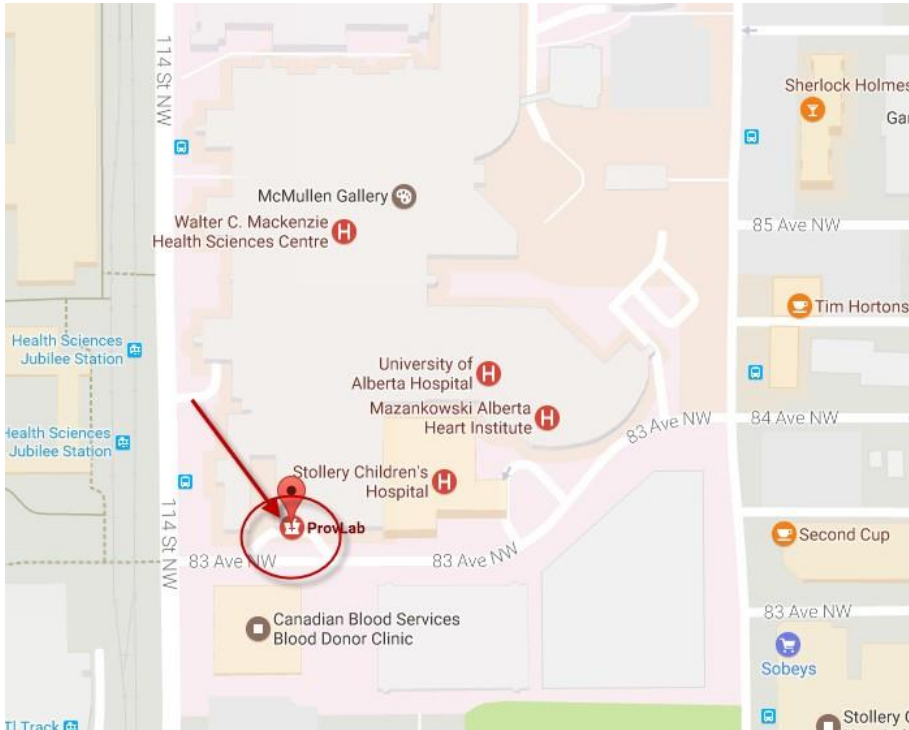 114 St NW
Sherlock Holmes
Gar
McMullen Gallery
Walter C. Mackenzie
Health Sciences Centre
85 Ave NW
Tim Hortons
Health Sciences
Jubilee Station
University of
Alberta Hospital
Mazankowski Alberta
Heart Institute
83 Ave NW
84 Ave NW
Health Sciences
Jubilee Station
Stollery Children's
Hospital
114 St NW
ProvLab
Second Cup
83 Ave NW
83 Ave NW
83 Ave NW
Canadian Blood Services
Blood Donor Clinic
Sobeys
Stollery C
Tl Track